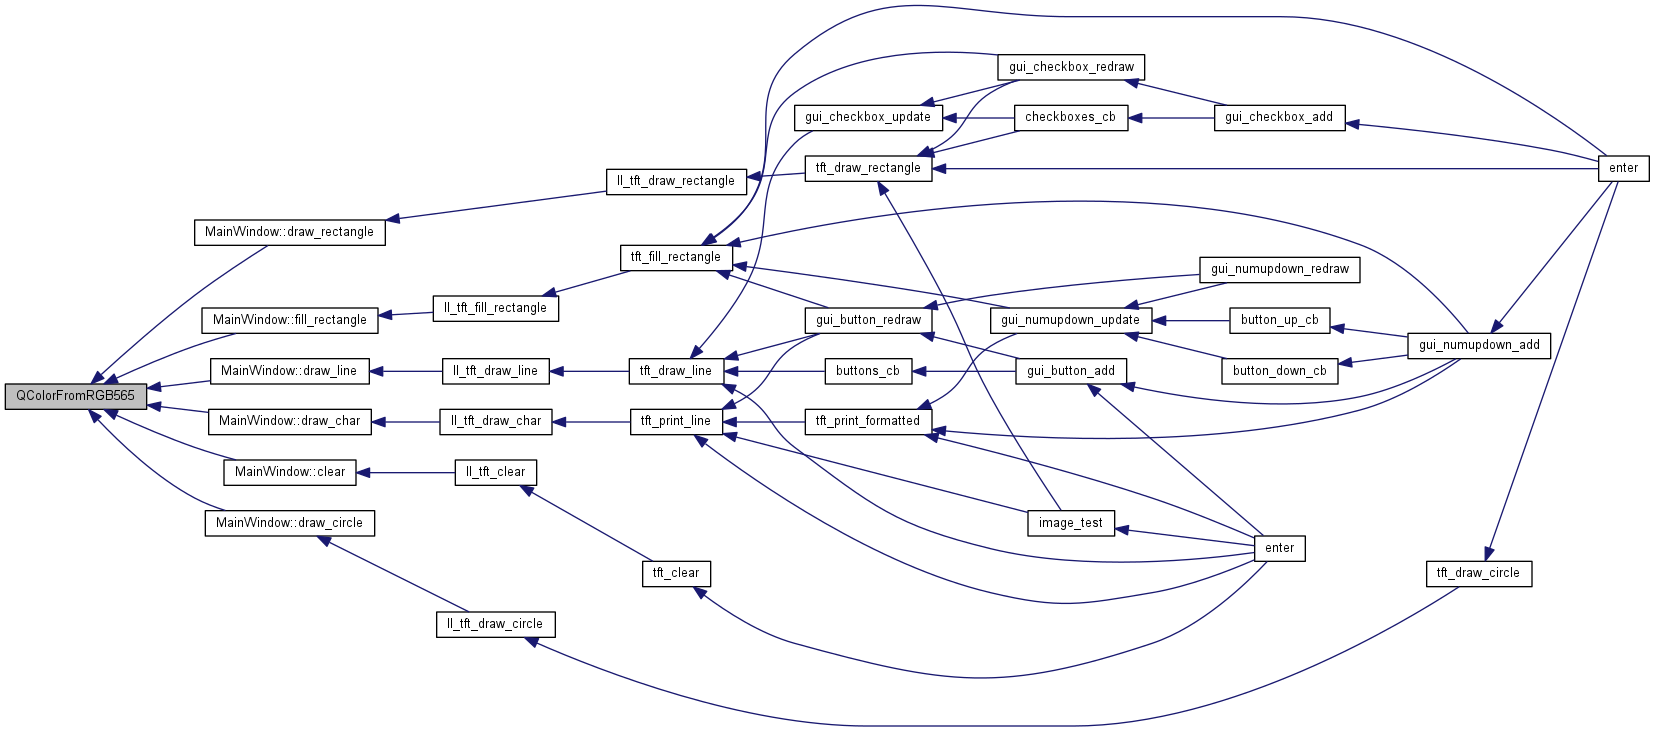 QColorFromRGB565
MainWindow::draw_rectangle
MainWindow::fill_rectangle
MainWindow::draw_line
MainWindow::draw_char
MainWindow::clear
MainWindow::draw_circle
ll_tft_draw_rectangle
ll_tft_fill_rectangle
ll_tft_draw_line
ll_tft_draw_char
ll_tft_clear
ll_tft_draw_circle
tft_fill_rectangle
tft_draw_line
tft_print_line
tft_clear
gui_checkbox_update
tft_draw_rectangle
gui_button_redraw
buttons_cb
tft_print_formatted
gui_checkbox_redraw
checkboxes_cb
gui_numupdown_update
gui_button_add
image_test
gui_checkbox_add
gui_numupdown_redraw
button_up_cb
button_down_cb
enter
gui_numupdown_add
tft_draw_circle
enter